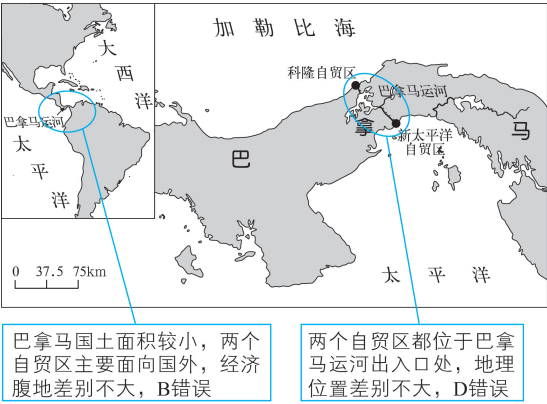 大西洋
巴拿马运河
太平洋
加勒比海
科隆自贸区
巴拿马运河
巴拿马
新太平洋
自贸区
太平洋
0 37.5 75km
巴拿马国土面积较小，两个
自贸区主要面向国外，经济
腹地差别不大，B错误
两个自贸区都位于巴拿
马运河出入口处，地理
位置差别不大，D错误